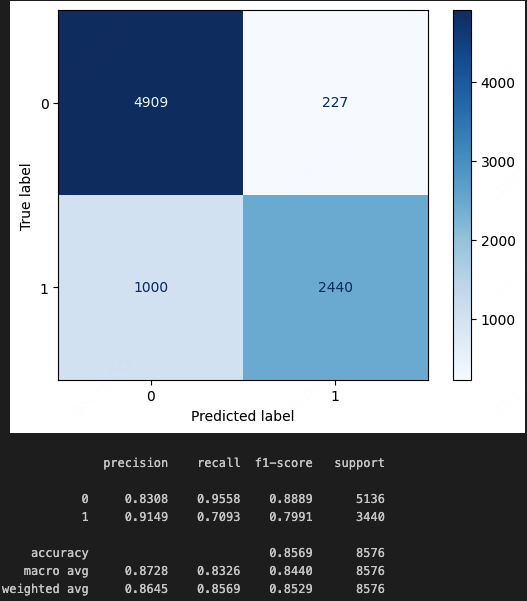 0
4909
227
4000
3000
True label
2000
1
1000
2440
1000
0
1
Predicted label
precision recall f1-score support
0 0.8308 0.9558 0.8889 5136
1 0.9149 0.7093 0.7991 3440
accuracy 0.8569 8576
macro avg 0.8728 0.8326 0.8440 8576
weighted avg 0.8645 0.8569 0.8529 8576